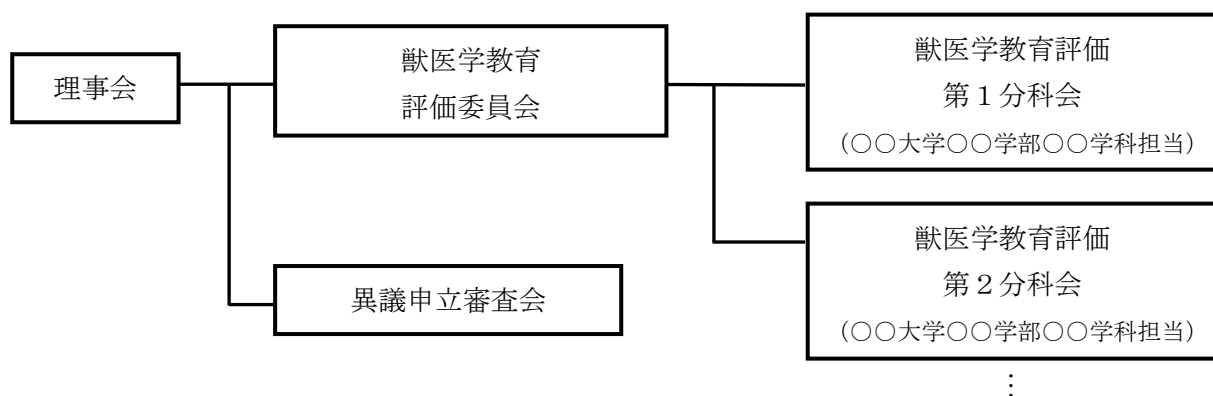 理事会
獣医学教育
評価委員会
異議申立審査会
獣医学教育評価
第１分科会
（○○大学○○学部○○学科担当）
獣医学教育評価
第２分科会
（○○大学○○学部○○学科担当）
⋮